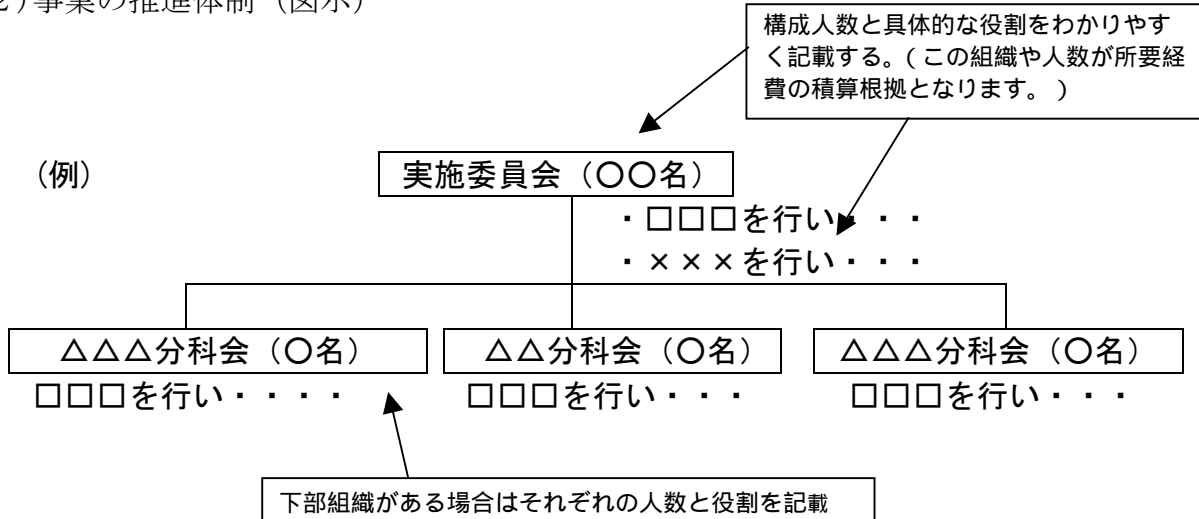 2)事業の推進体制（図示）
構成人数と具体的な役割をわかりやす
く記載する。(この組織や人数が所要経
費の積算根拠となります。)
（例）
実施委員会（〇〇名）
・□□□を行い・・・
・×××を行い・・・
△△△分科会（〇名）
△△分科会（〇名）
△△△分科会（〇名）
□□□を行い・・・・
□□□を行い・・・
□□□を行い・・・
下部組織がある場合はそれぞれの人数と役割を記載